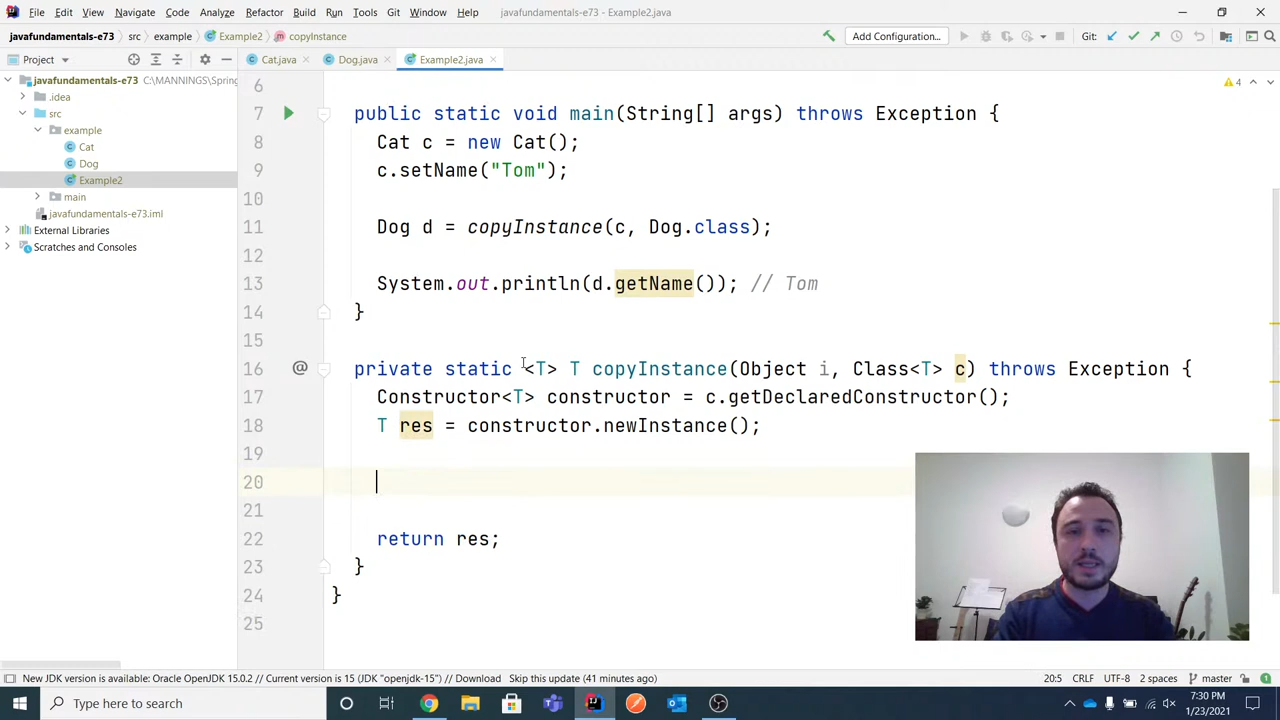 File Edit View Navigate Code Analyze Refactor Build Run Tools Git Window Help javafundamentals-e73 - Example2.java
javafundamentals-e73 src example Example2 copyInstance Add Configuration... Git:
Project Cat.java Dog.java Example2.java
javafundamentals-e73 C:\MANNINGS\Spring
.idea
src
example
Cat
Dog
Example2
main
javafundamentals-e73.iml
External Libraries
Scratches and Consoles
4
6
7 public static void main(String[] args) throws Exception {
8 Cat c = new Cat();
9 c.setName("Tom");
10
11 Dog d = copyInstance(c, Dog.class);
12
13 System.out.println(d.getName()); // Tom
14 }
15
16 @ private static <T> T copyInstance(Object i, Class<T> c) throws Exception {
17 Constructor<T> constructor = c.getDeclaredConstructor();
18 T res = constructor.newInstance();
19
20
21
22 return res;
23 }
24 }
25
New JDK version is available: Oracle OpenJDK 15.0.2 // Current version is 15 ("openjdk-15") // Download Skip this update (41 minutes ago) 20:5 CRLF UTF-8 2 spaces master
Type here to search 7:30 PM
1/23/2021